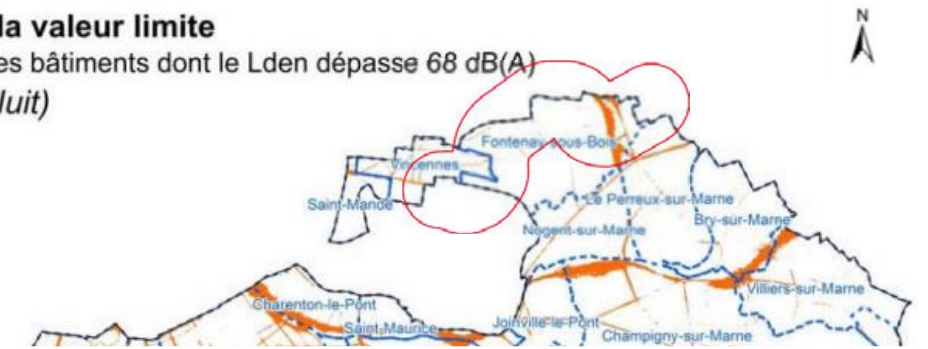 la valeur limite
N
es bâtiments dont le Lden dépasse 68 dB(A)
luit)
Fontenay-sous-Bois
Vincennes
Saint-Mandé
Le Perreux-sur-Marne
Bry-sur-Marne
Nogent-sur-Marne
Villiers-sur-Marne
Charenton-le-Pont
Saint-Maurice
Joinville-le-Pont
Champigny-sur-Marne